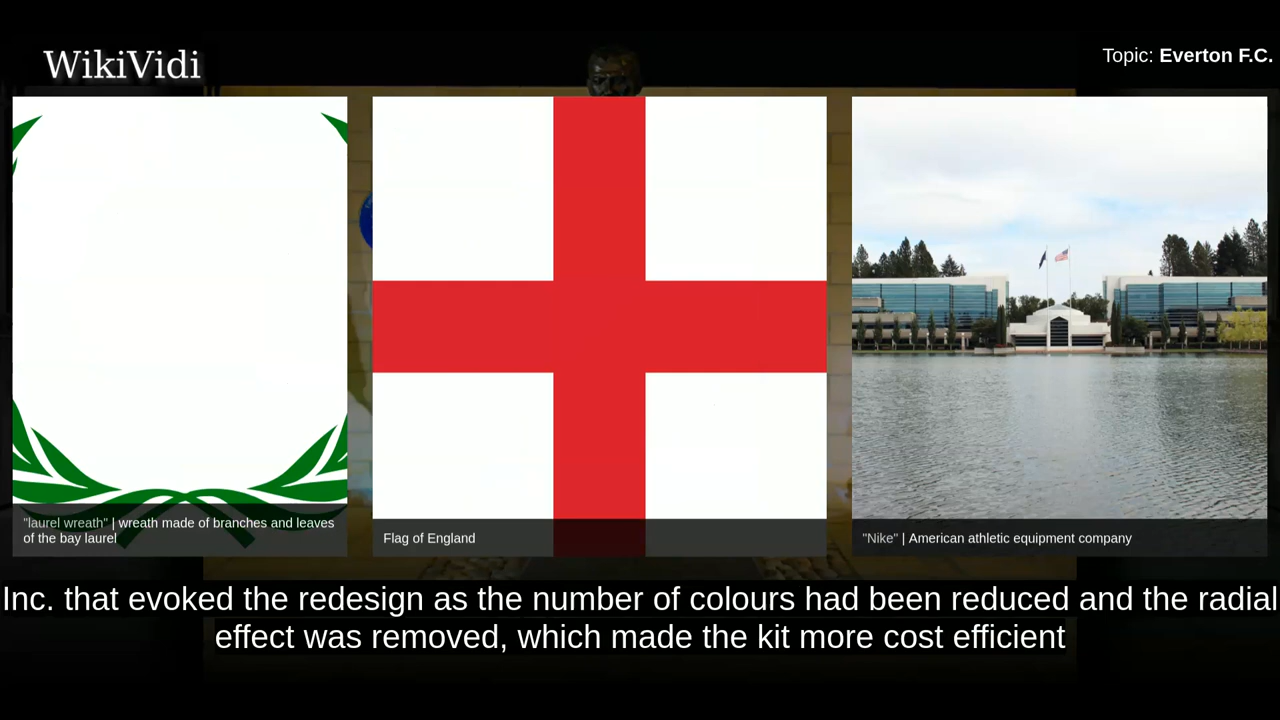 WikiVidi
Topic: Everton F.C.
"laurel wreath" | wreath made of branches and leaves
of the bay laurel
Flag of England
"Nike" | American athletic equipment company
Inc. that evoked the redesign as the number of colours had been reduced and the radial
effect was removed, which made the kit more cost efficient